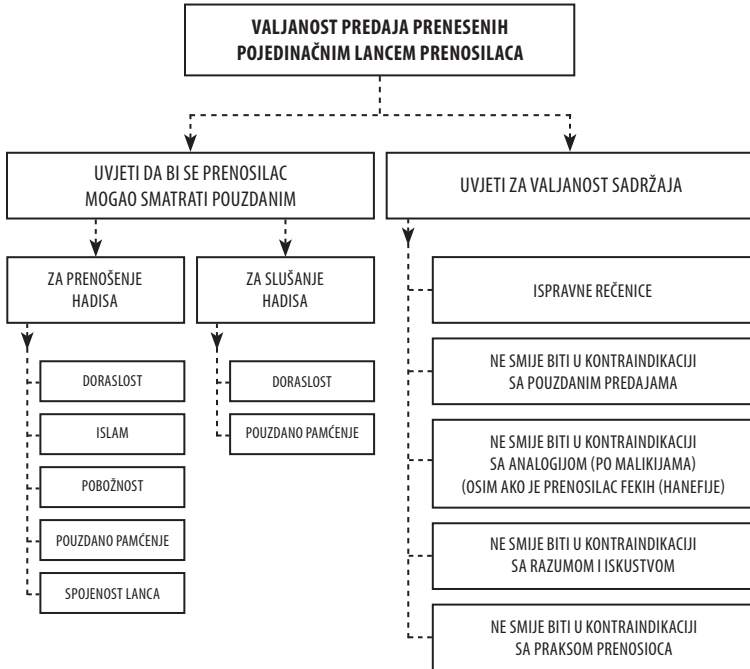 VALJANOST PREDAJA PRENESENIH
POJEDINAČNIM LANCEM PRENOSILACA
UVJETI DA BI SE PRENOSILAC
MOGAO SMATRATI POUZDANIM
ZA PRENOŠENJE
HADISA
DORASLOST
ISLAM
POBOŽNOST
POUZDANO PAMĆENJE
SPOJENOST LANCA
ZA SLUŠANJE
HADISA
DORASLOST
POUZDANO PAMĆENJE
UVJETI ZA VALJANOST SADRŽAJA
ISPRAVNE REČENICE
NE SMIJE BITI U KONTRAINDIKACIJI
SA POUZDANIM PREDAJAMA
NE SMIJE BITI U KONTRAINDIKACIJI
SA ANALOGIJOM (PO MALIKIJAMA)
(OSIM AKO JE PRENOSILAC FEKIH (HANEFIJE)
NE SMIJE BITI U KONTRAINDIKACIJI
SA RAZUMOM I ISKUSTVOM
NE SMIJE BITI U KONTRAINDIKACIJI
SA PRAKSOM PRENOSIOCA